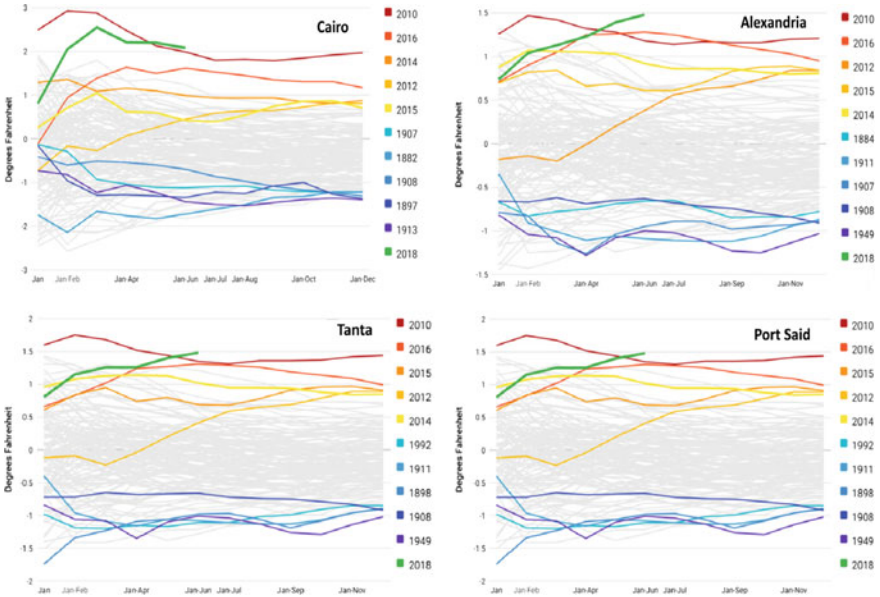 Cairo
Degrees Fahrenheit
3
2
1
0
-1
-2
-3
Jan
Jan-Feb
Jan-Apr
Jan-Jun
Jan-Jul
Jan-Aug
Jan-Oct
Jan-Dec
2010
2016
2014
2012
2015
1907
1882
1908
1897
1913
2018
Alexandria
Degrees Fahrenheit
1.5
1
0.5
0
-0.5
-1
-1.5
Jan
Jan-Feb
Jan-Apr
Jan-Jun
Jan-Jul
Jan-Sep
Jan-Nov
2010
2016
2012
2015
2014
1884
1911
1907
1908
1949
2018
Tanta
Degrees Fahrenheit
2
1.5
1
0.5
0
0.5
-1
-1.5
-2
Jan
Jan-Feb
Jan-Apr
Jan-Jun
Jan-Jul
Jan-Sep
Jan-Nov
2010
2016
2015
2012
2014
1992
1911
1898
1908
1949
2018
Port Said
Degrees Fahrenheit
2
1.5
1
0.5
0
0.5
-1
-1.5
-2
Jan
Jan-Feb
Jan-Apr
Jan-Jun
Jan-Jul
Jan-Sep
Jan-Nov
2010
2016
2015
2012
2014
1992
1911
1898
1908
1949
2018